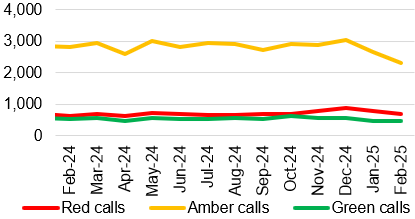 4,000
3,000
2,000
1,000
0
Feb-24 Mar-24 Apr-24 May-24 Jun-24 Jul-24 Aug-24 Sep-24 Oct-24 Nov-24 Dec-24 Jan-25 Feb-25
Red calls Amber calls Green calls